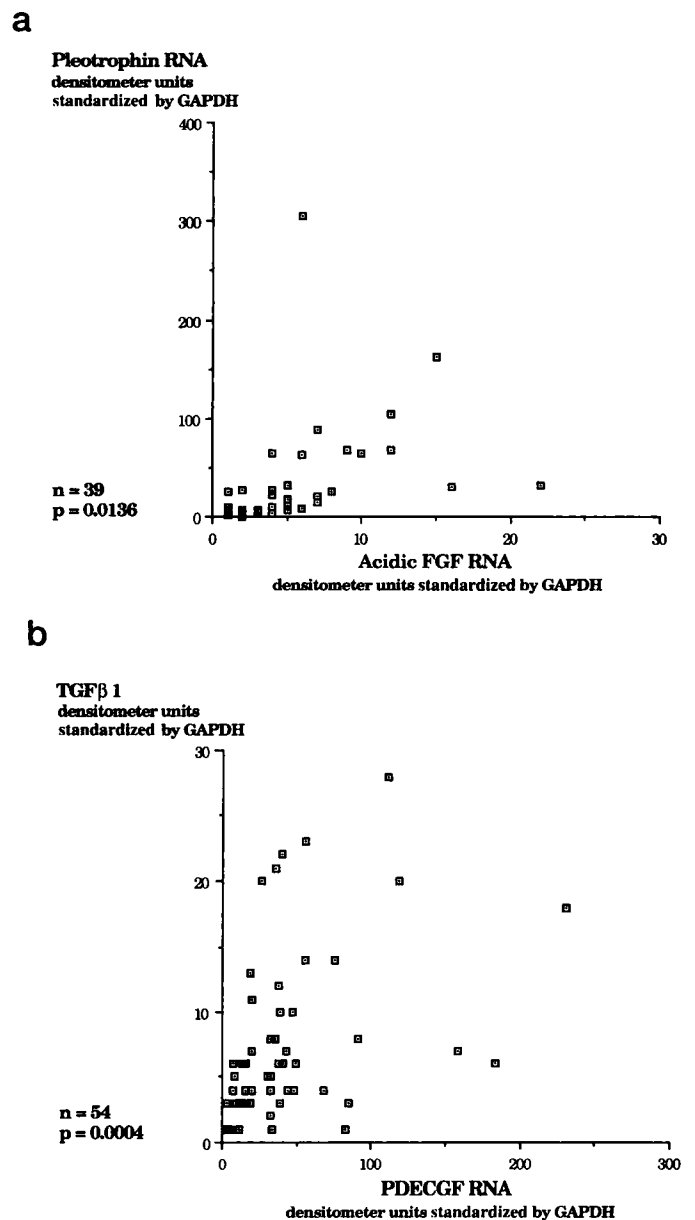 a
Pleotrophin RNA
densitometer units
standardized by GAPDH
400
300
200
100
0
n = 39
p = 0.0136
0
10
20
30
Acidic FGF RNA
densitometer units standardized by GAPDH
b
TGFβ 1
densitometer units
standardized by GAPDH
30
20
10
0
n = 54
p = 0.0004
0
100
200
300
PDECGF RNA
densitometer units standardized by GAPDH